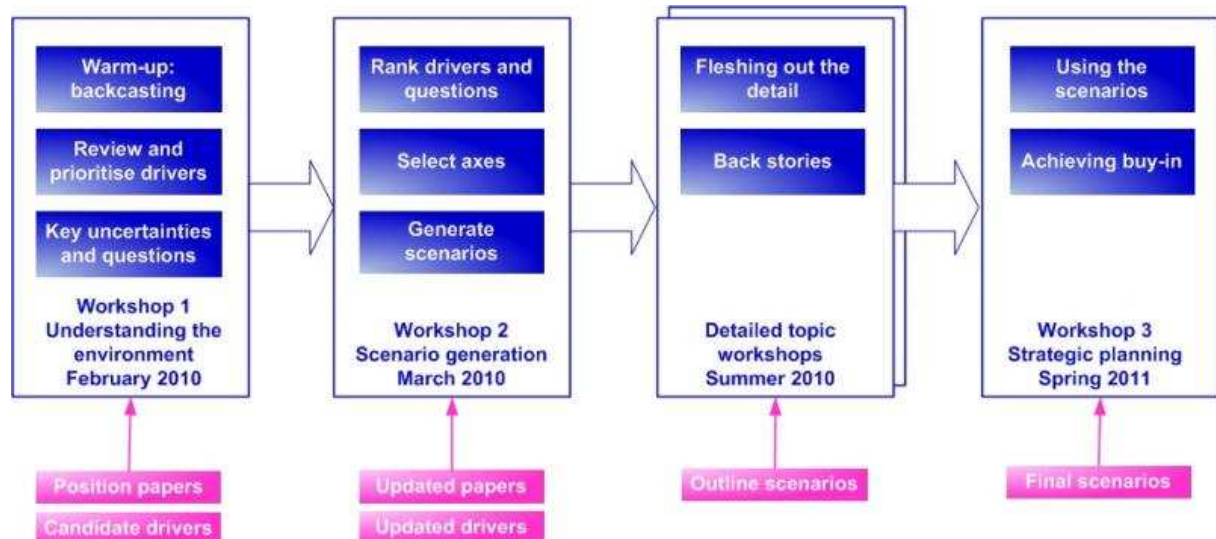 Warm-up:
backcasting
Review and
prioritise drivers
Key uncertainties
and questions
Workshop 1
Understanding the
environment
February 2010
Position papers
Candidate drivers
Rank drivers and
questions
Select axes
Generate
scenarios
Workshop 2
Scenario generation
March 2010
Updated papers
Updated drivers
Fleshing out the
detail
Back stories
Detailed topic
workshops
Summer 2010
Outline scenarios
Using the
scenarios
Achieving buy-in
Workshop 3
Strategic planning
Spring 2011
Final scenarios